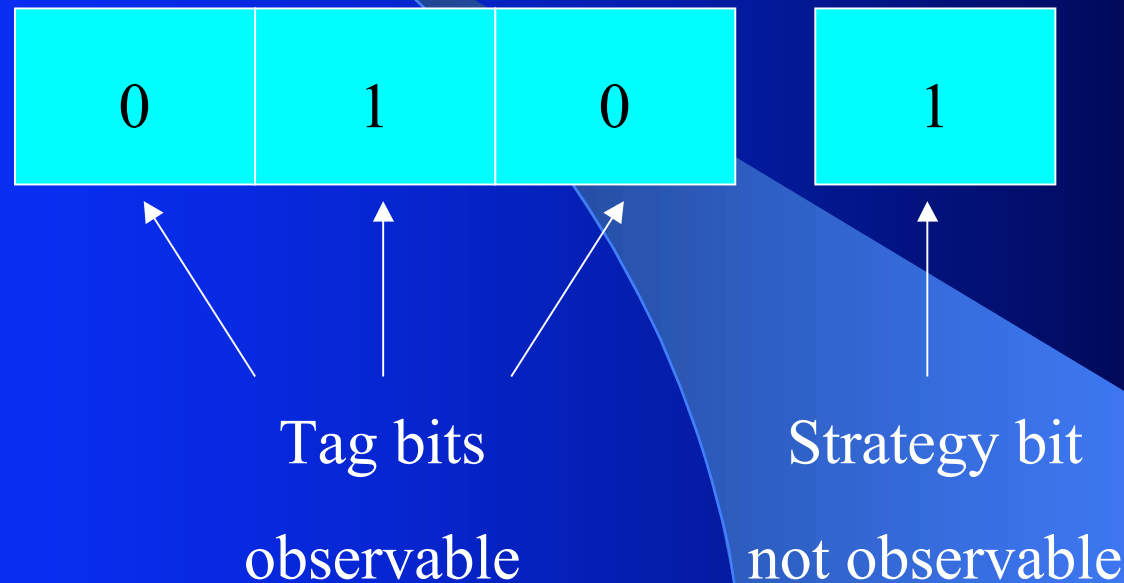 0 1 0 1
Tag bits Strategy bit
observable not observable